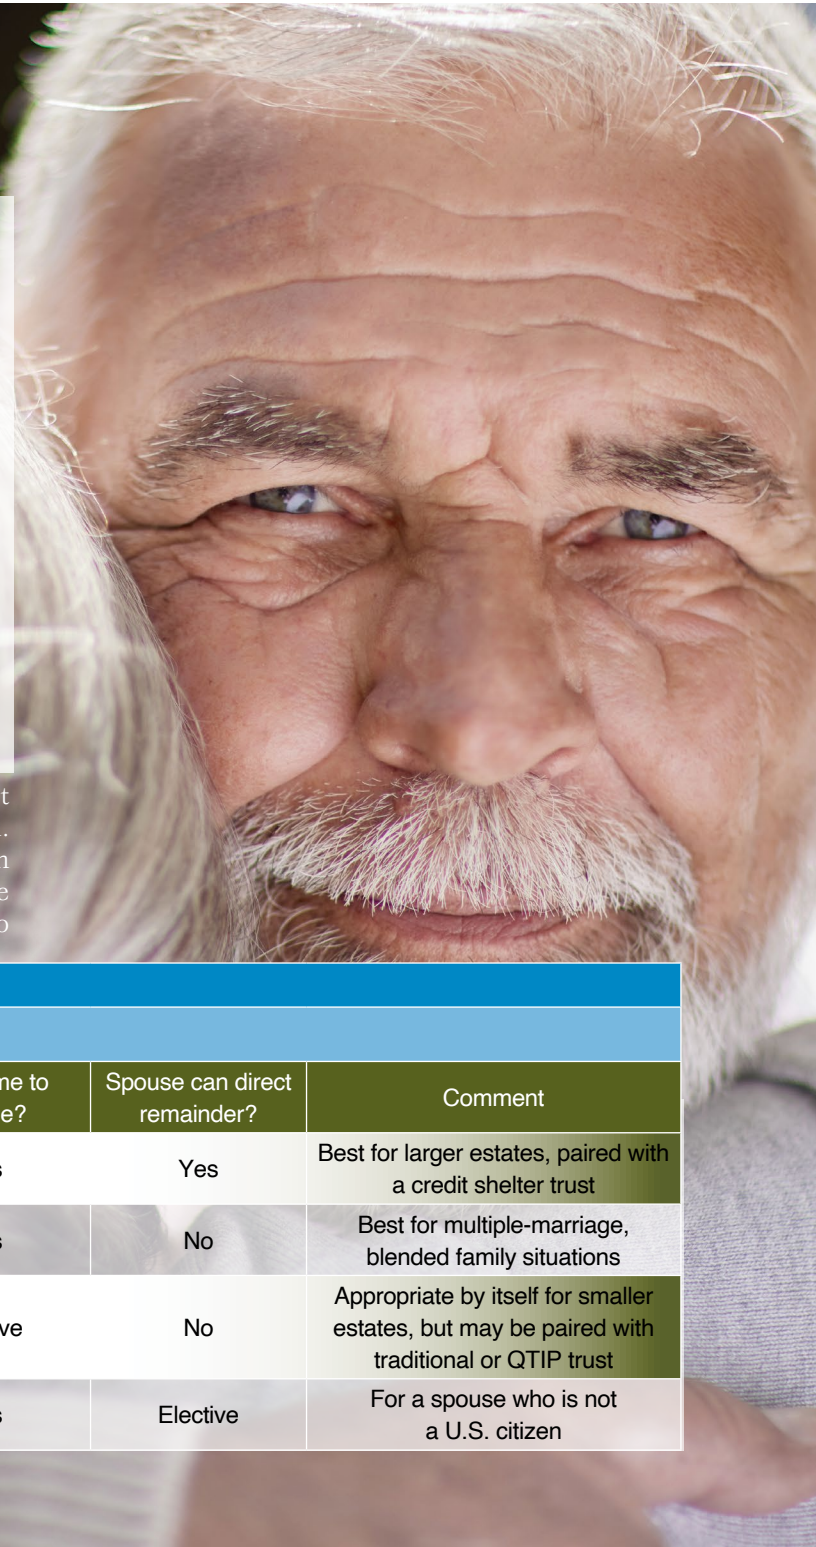 t
.
n
e
o
me to Spouse can direct Comment
e? remainder?
s Yes Best for larger estates, paired with
a credit shelter trust
s No Best for multiple-marriage,
blended family situations
ve No Appropriate by itself for smaller
estates, but may be paired with
traditional or QTIP trust
s Elective For a spouse who is not
a U.S. citizen